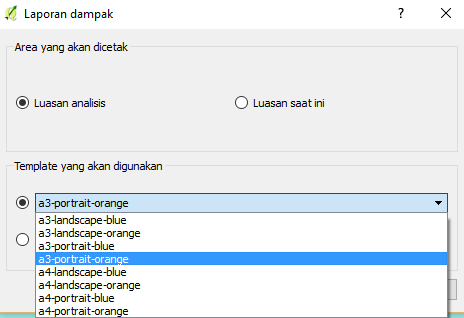 Laporan dampak
Area yang akan dicetak
Luasan analisis
Luasan saat ini
Template yang akan digunakan
a3-portrait-orange
a3-landscape-blue
a3-landscape-orange
a3-portrait-blue
a3-portrait-orange
a4-landscape-blue
a4-landscape-orange
a4-portrait-blue
a4-portrait-orange